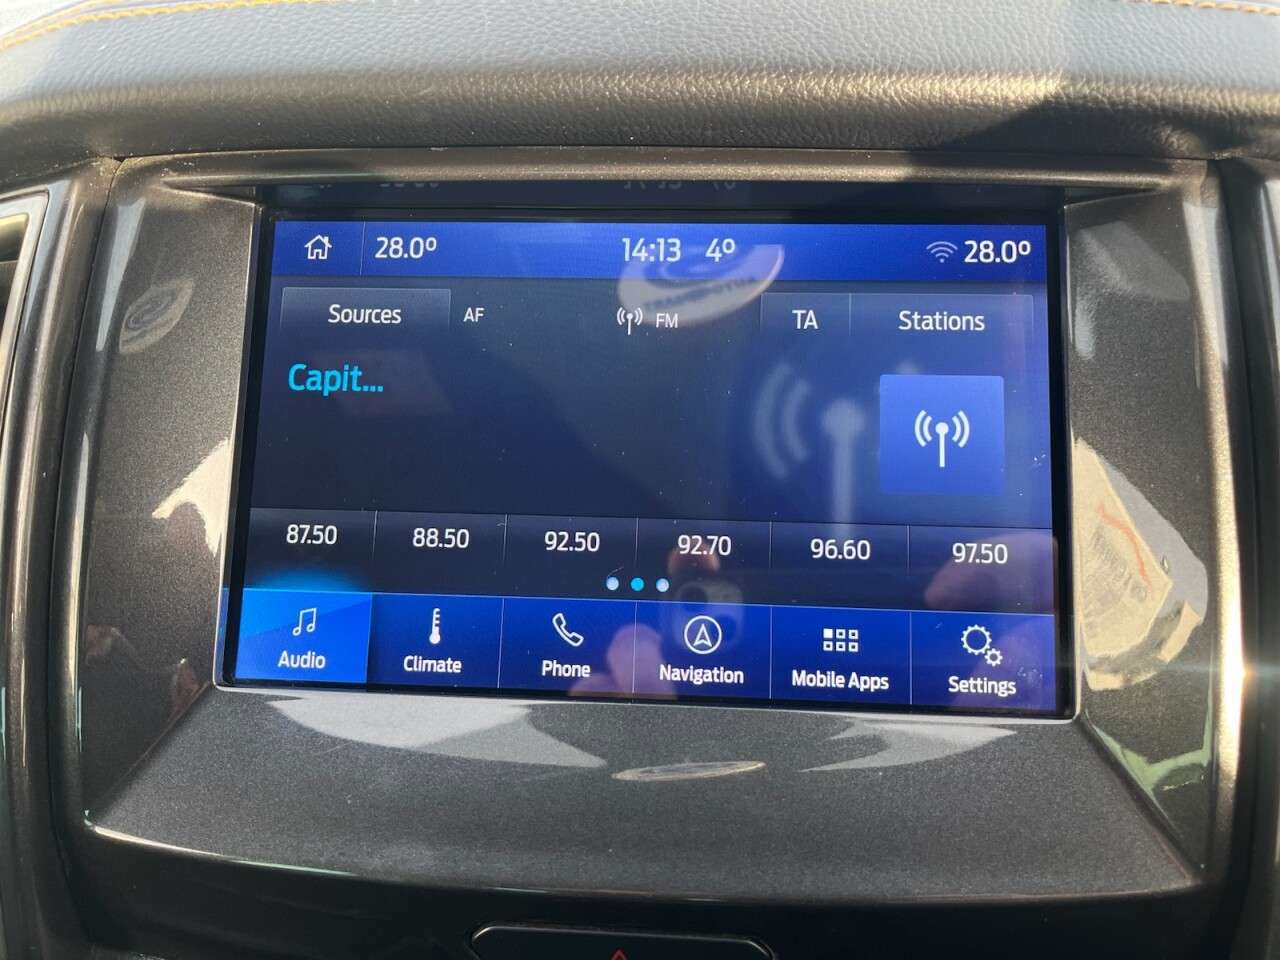 28.0º 14:13 4º 28.0º
Sources AF FM TA Stations
Capit...
87.50 88.50 92.50 92.70 96.60 97.50
Audio Climate Phone Navigation Mobile Apps Settings